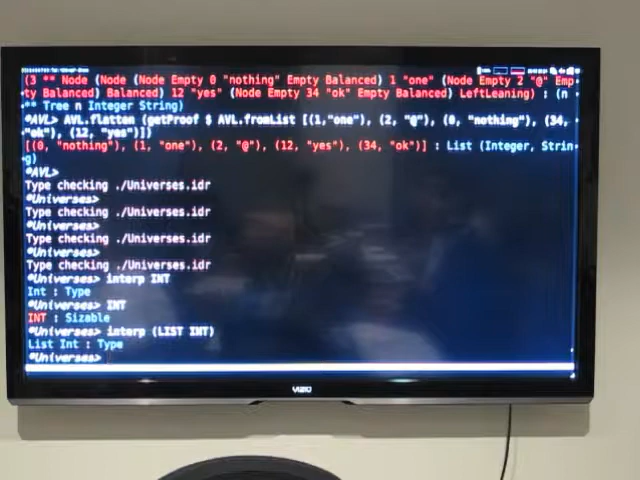 (3 ** Node (Node (Node Empty 0 "nothing" Empty Balanced) 1 "one" (Node Empty 2 "@" Emp
ty Balanced) Balanced) 12 "yes" (Node Empty 34 "ok" Empty Balanced) LeftLeaning) : (n
** Tree n Integer String)
*AVL> AVL.flatten (getProof $ AVL.fromList [(1,"one"), (2, "@"), (0, "nothing"), (34,
"ok"), (12, "yes")])
[(0, "nothing"), (1, "one"), (2, "@"), (12, "yes"), (34, "ok")] : List (Integer, Strin
g)
*AVL>
Type checking ./Universes.idr
*Universes>
Type checking ./Universes.idr
*Universes>
Type checking ./Universes.idr
*Universes>
Type checking ./Universes.idr
*Universes> interp INT
Int : Type
*Universes> INT
INT : Sizable
*Universes> interp (LIST INT)
List Int : Type
*Universes>
VIZIO